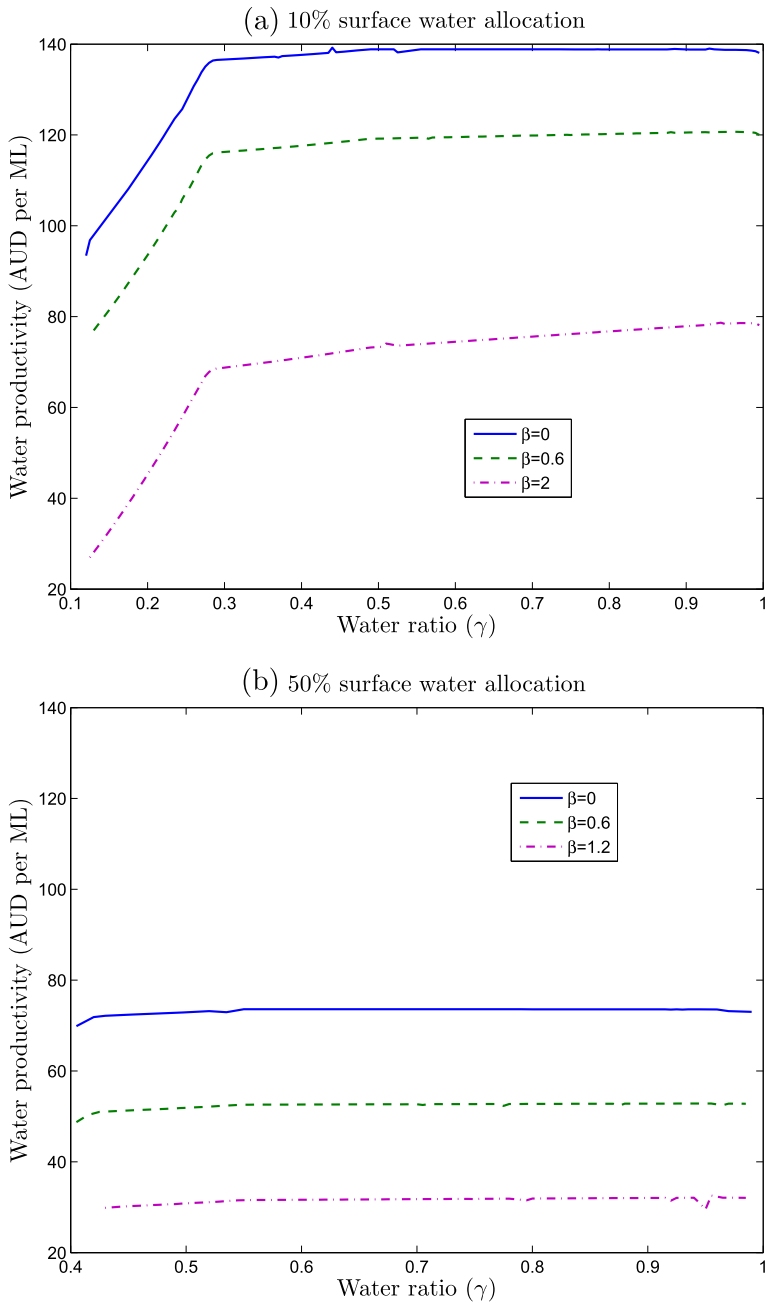 (a) 10% surface water allocation
140
120
100
80
60
40
20
Water productivity (AUD per ML)
β=0
β=0.6
β=2
0.1 0.2 0.3 0.4 0.5 0.6 0.7 0.8 0.9 1
Water ratio (γ)
(b) 50% surface water allocation
140
120
100
80
60
40
20
Water productivity (AUD per ML)
β=0
β=0.6
β=1.2
0.4 0.5 0.6 0.7 0.8 0.9 1
Water ratio (γ)